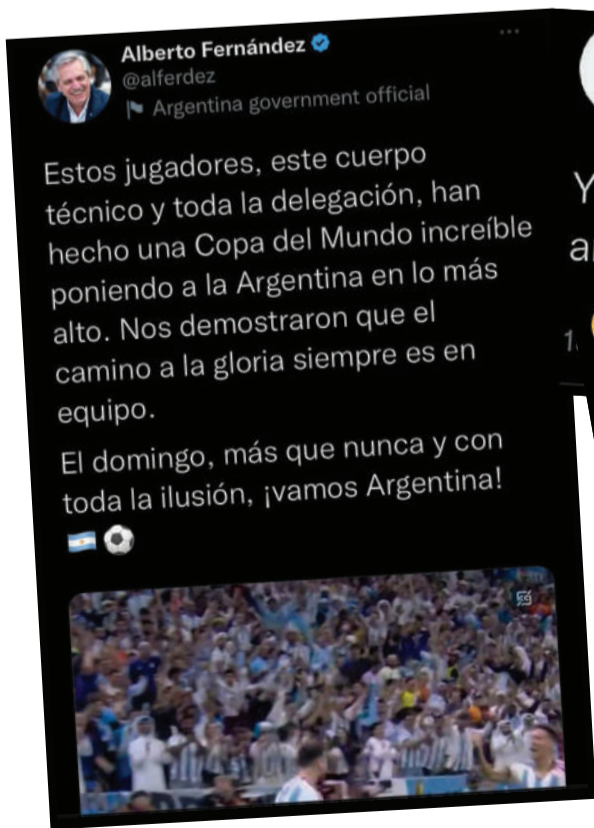 Alberto Fernández
@alferdez
Argentina government official
Estos jugadores, este cuerpo
técnico y toda la delegación, han
hecho una Copa del Mundo increíble
poniendo a la Argentina en lo más
alto. Nos demostraron que el
camino a la gloria siempre es en
equipo.
El domingo, más que nunca y con
toda la ilusión, ¡vamos Argentina!